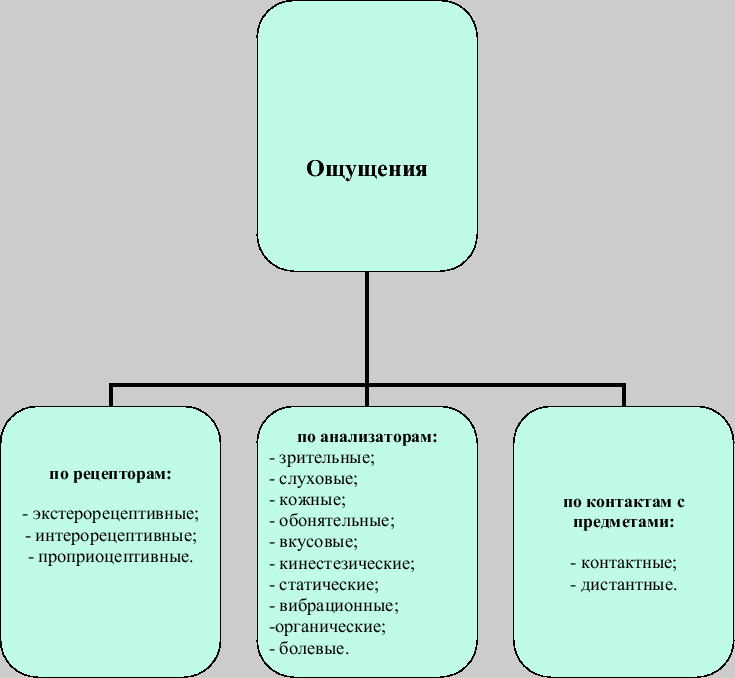 Ощущения
по рецепторам:
- экстерорецептивные;
- интерорецептивные;
- проприоцептивные.
по анализаторам:
- зрительные;
- слуховые;
- кожные;
- обонятельные;
- вкусовые;
- кинестезические;
- статические;
- вибрационные;
-органические;
- болевые.
по контактам с
предметами:
- контактные;
- дистантные.